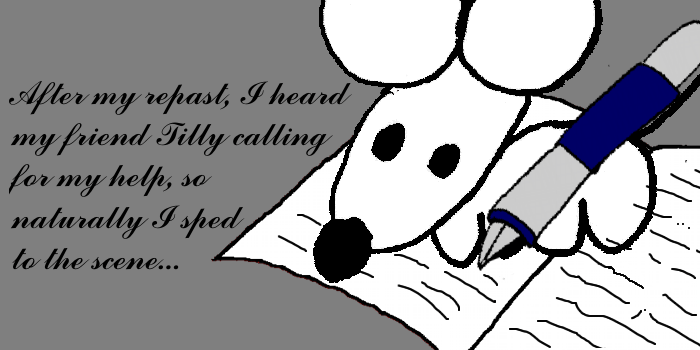 After my repast, I heard
my friend Tilly calling
for my help, so
naturally I sped
to the scene...